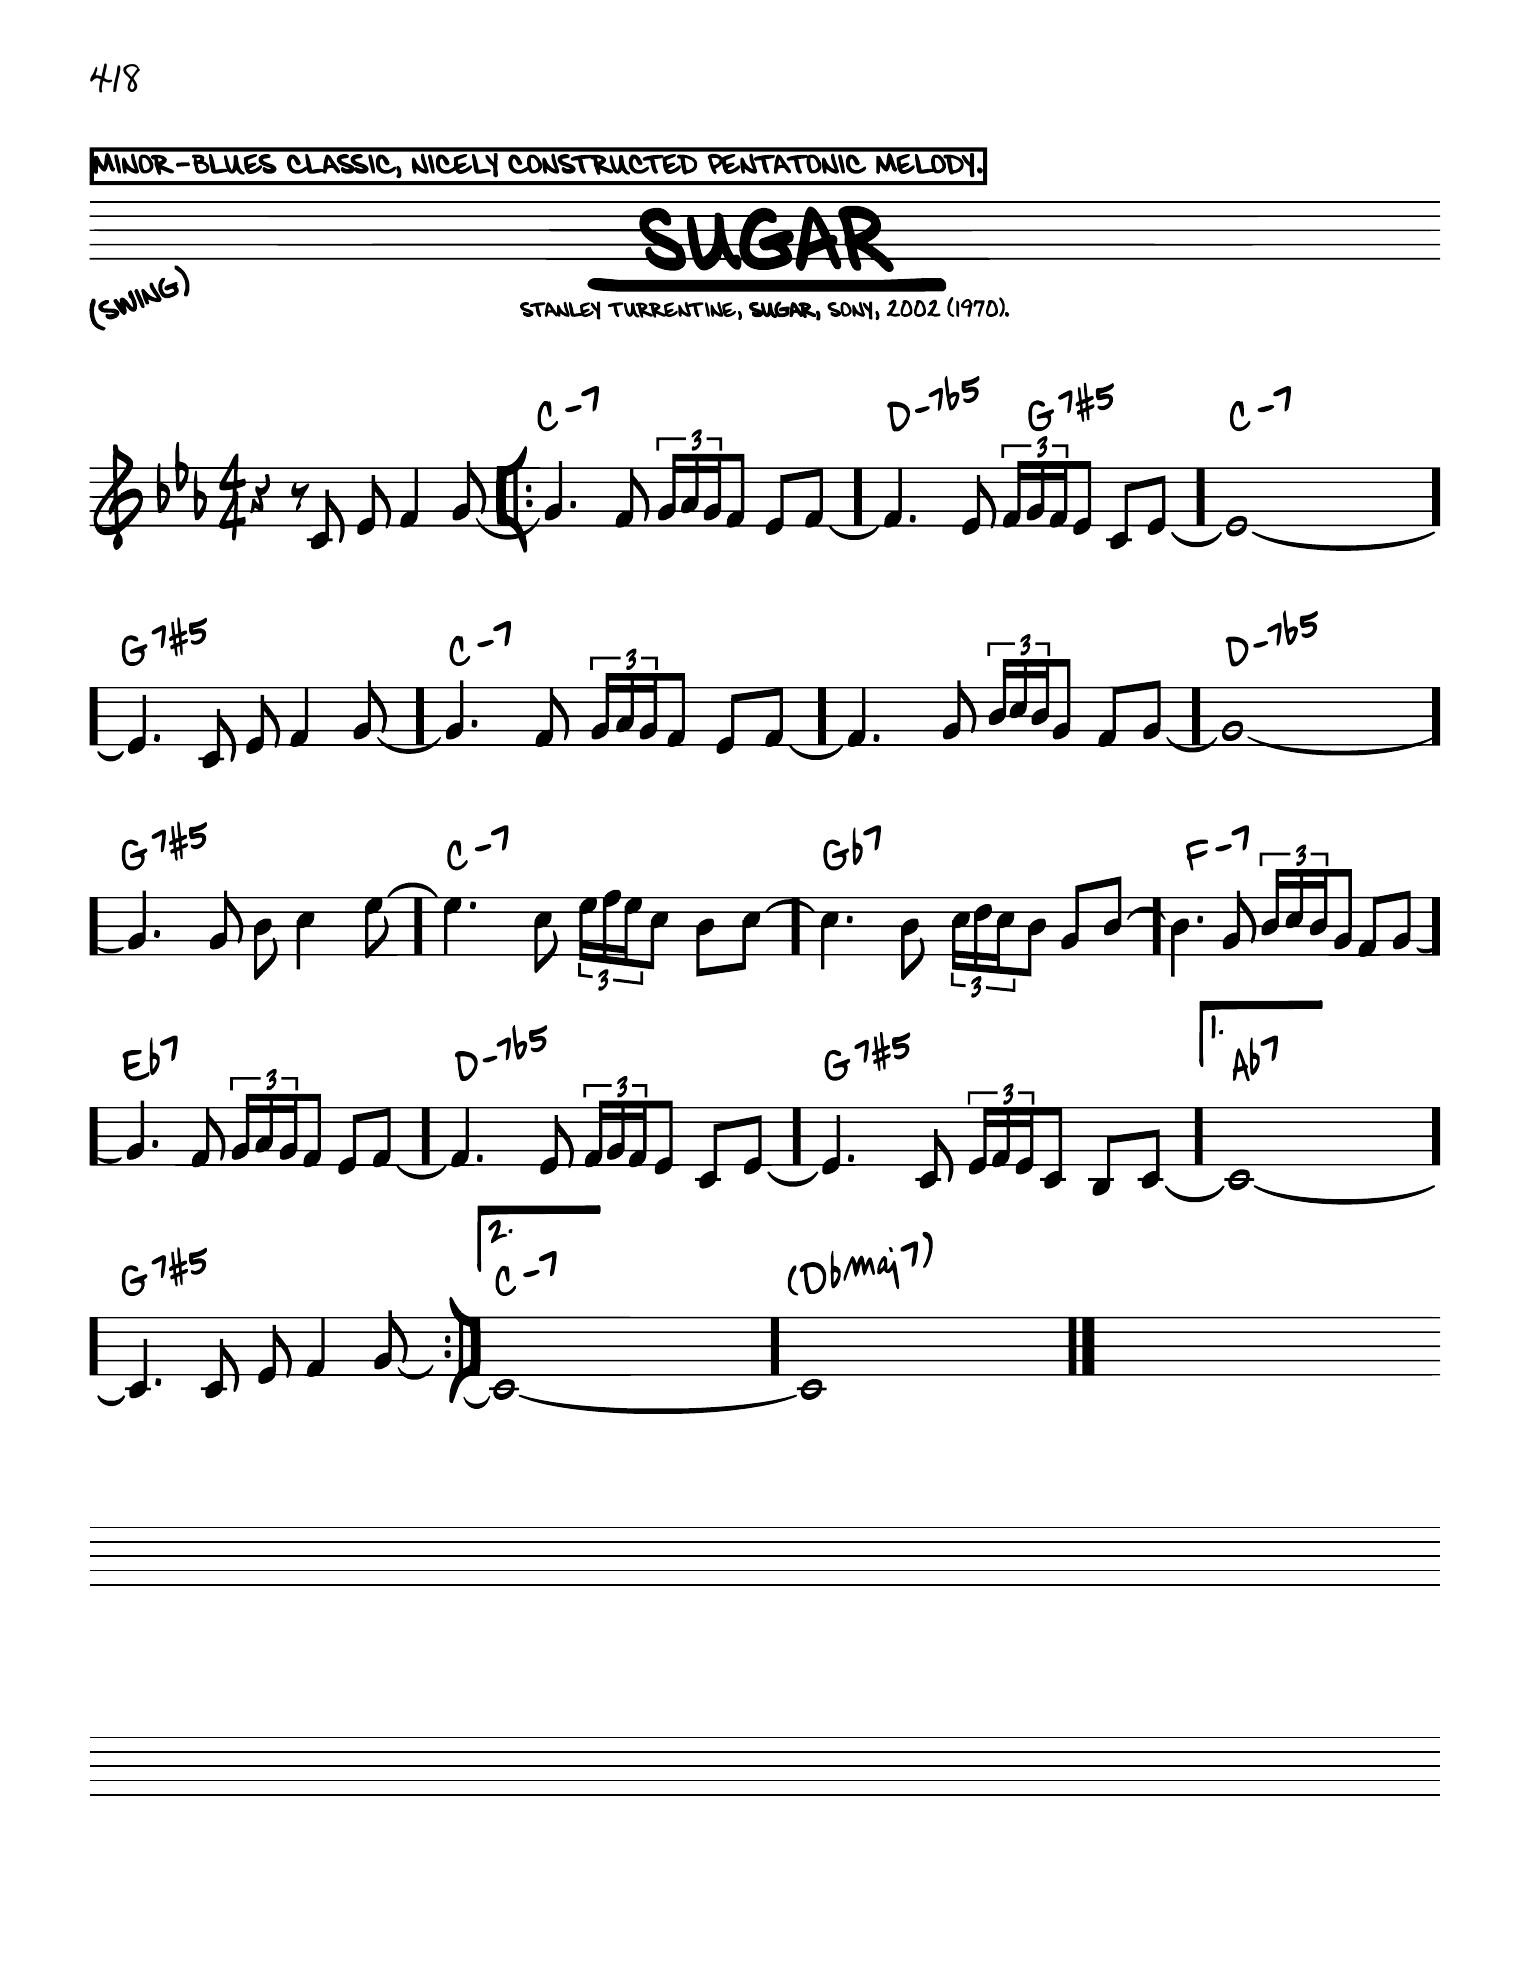 418
MINOR-BLUES CLASSIC, NICELY CONSTRUCTED PENTATONIC MELODY.
SUGAR
(SWING)
STANLEY TURRENTINE, SUGAR, SONY, 2002 (1970).
C-7 D-7b5 G7#5 C-7
3 3
4
4
G7#5 C-7 D-7b5
3 3
G7#5 C-7 Gb7 F-7
3
3 3
1.
Eb7 D-7b5 G7#5 Ab7
3 3 3
2.
G7#5 C-7 (Dbmaj7)